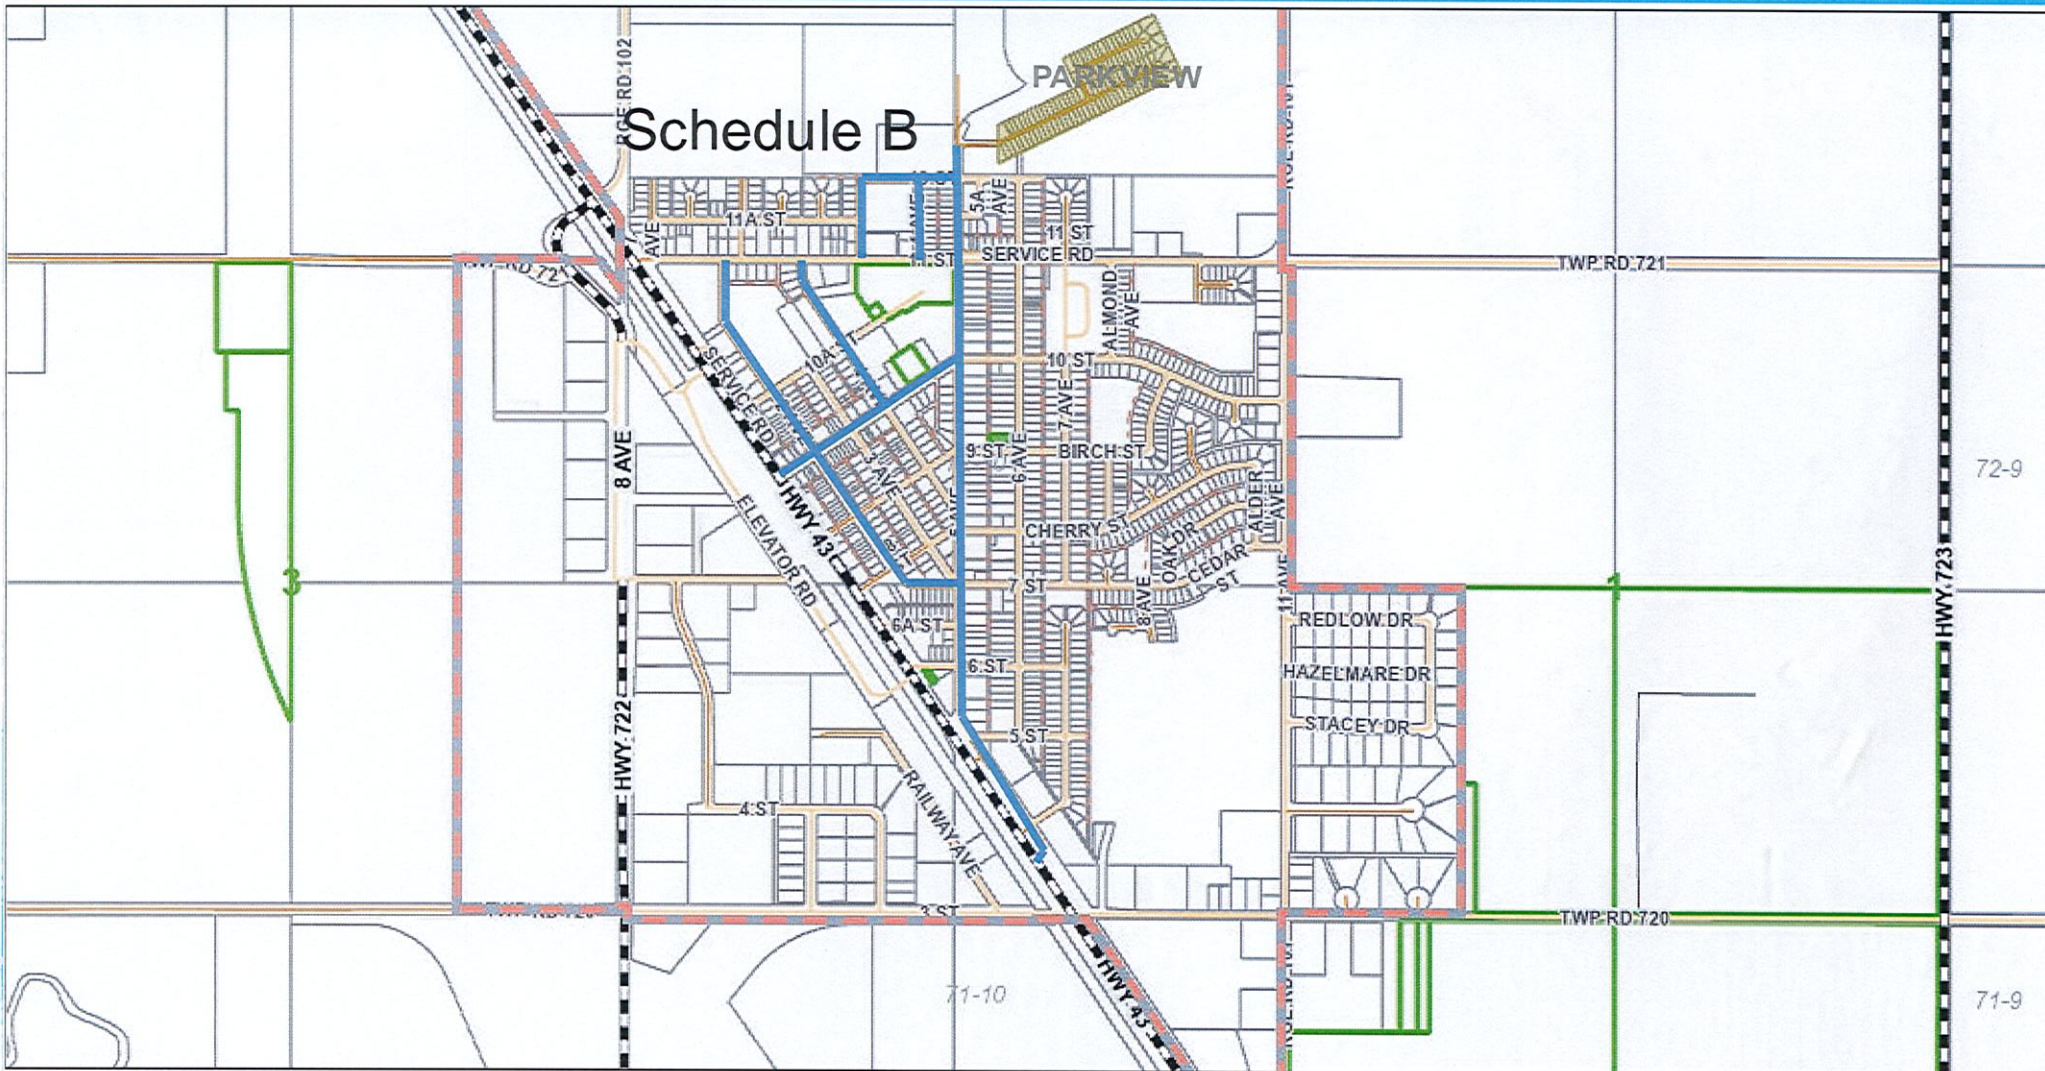 PARKVIEW
RGE RD 102
Schedule B
5A
AVE
AVE
11A ST
AVE
11 ST
SERVICE RD
TWP RD 721
ALMOND
AVE
10A ST
10 ST
SERVICE RD
7 AVE
8 AVE
9 ST
6 AVE
BIRCH ST
3 AVE
72-9
HWY 43
ELEVATOR RD
CHERRY ST
OAK DR
ALDER
AVE
CEDAR
ST
3
1
7 ST
8 AVE
11 AVE
HWY 723
6A ST
REDLOW DR
6 ST
HAZELMARE DR
HWY 722
5 ST
STACEY DR
RAILWAY AVE
4 ST
3 ST
TWP RD 720
71-10
HWY 43
71-9